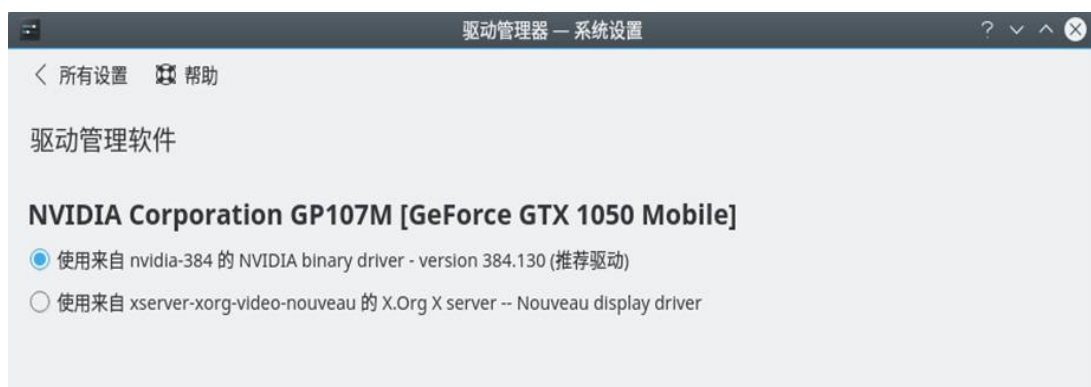 驱动管理器 — 系统设置
所有设置 帮助
驱动管理软件
NVIDIA Corporation GP107M [GeForce GTX 1050 Mobile]
使用来自 nvidia-384 的 NVIDIA binary driver - version 384.130 (推荐驱动)
使用来自 xserver-xorg-video-nouveau 的 X.Org X server -- Nouveau display driver